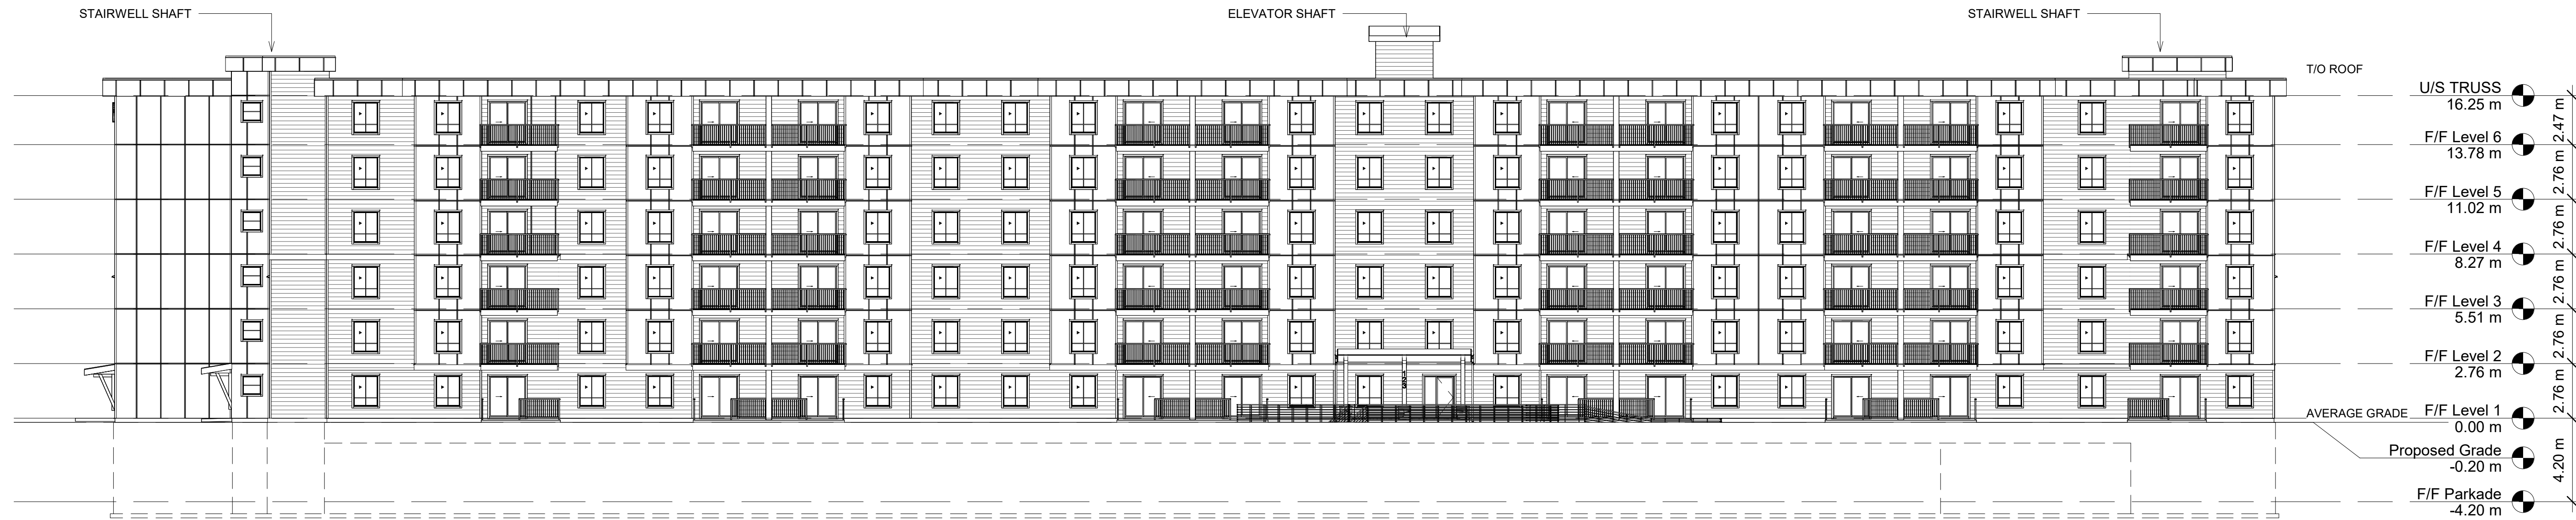 STAIRWELL SHAFT
ELEVATOR SHAFT
STAIRWELL SHAFT
T/O ROOF
U/S TRUSS
16.25 m
2.47 m
F/F Level 6
13.78 m
2.76 m
F/F Level 5
11.02 m
2.76 m
F/F Level 4
8.27 m
2.76 m
F/F Level 3
5.51 m
2.76 m
F/F Level 2
2.76 m
2.76 m
123
AVERAGE GRADE
F/F Level 1
0.00 m
Proposed Grade
-0.20 m
4.20 m
F/F Parkade
-4.20 m